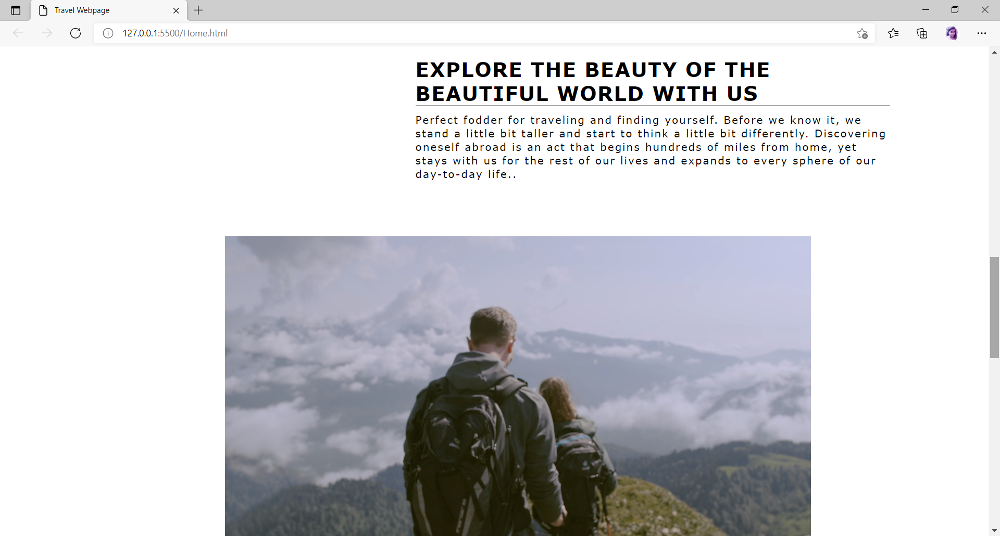 Travel Webpage
127.0.0.1:5500/Home.html
EXPLORE THE BEAUTY OF THE
BEAUTIFUL WORLD WITH US
Perfect fodder for traveling and finding yourself. Before we know it, we
stand a little bit taller and start to think a little bit differently. Discovering
oneself abroad is an act that begins hundreds of miles from home, yet
stays with us for the rest of our lives and expands to every sphere of our
day-to-day life..